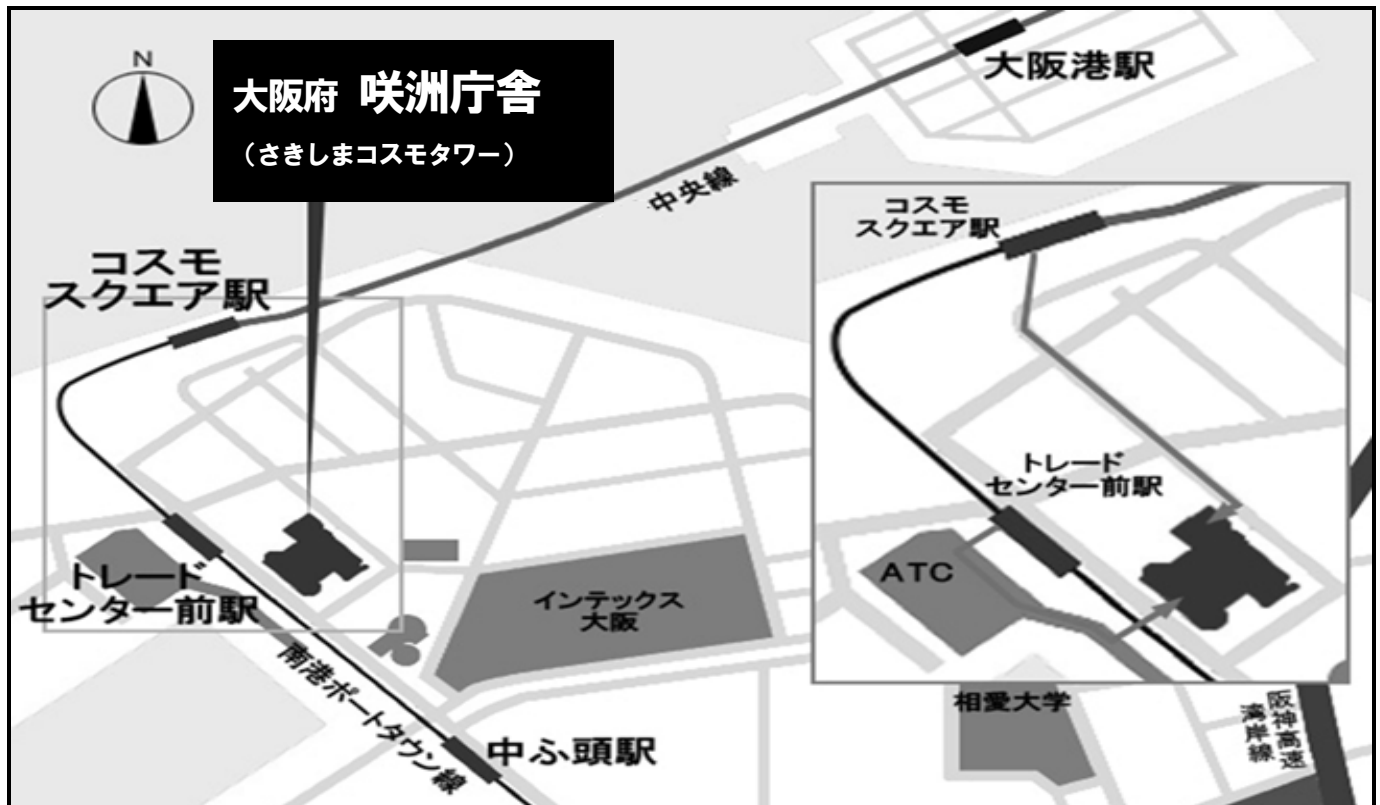 N
大阪府 咲洲庁舎
（さきしまコスモタワー）
大阪港駅
中央線
コスモ
スクエア駅
トレード
センター前駅
インテックス
大阪
南港ポートタウン線
中ふ頭駅
コスモ
スクエア駅
トレード
センター前駅
ATC
相愛大学
阪神高速
湾岸線